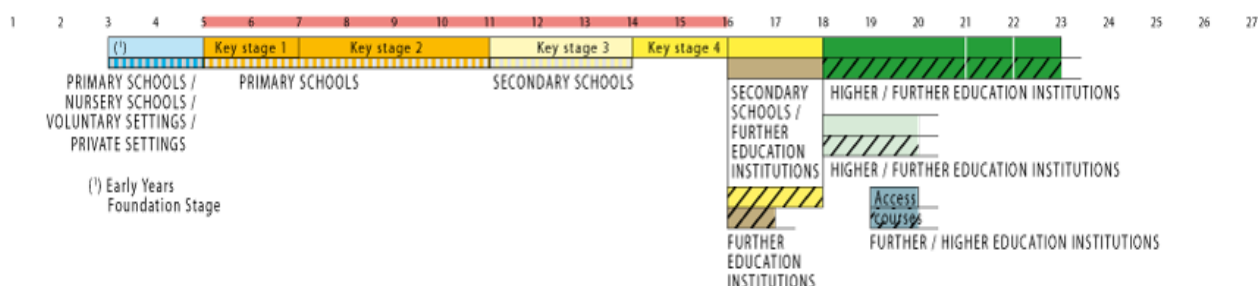 1 2 3 4 5 6 7 8 9 10 11 12 13 14 15 16 17 18 19 20 21 22 23 24 25 26 27
(¹) Key stage 1 Key stage 2 Key stage 3 Key stage 4
PRIMARY SCHOOLS /
NURSERY SCHOOLS /
VOLUNTARY SETTINGS /
PRIVATE SETTINGS
PRIMARY SCHOOLS
SECONDARY SCHOOLS
SECONDARY
SCHOOLS /
FURTHER
EDUCATION
INSTITUTIONS
HIGHER / FURTHER EDUCATION INSTITUTIONS
HIGHER / FURTHER EDUCATION INSTITUTIONS
(¹) Early Years
Foundation Stage
Access
courses
FURTHER / HIGHER EDUCATION INSTITUTIONS
FURTHER
EDUCATION
INSTITUTIONS